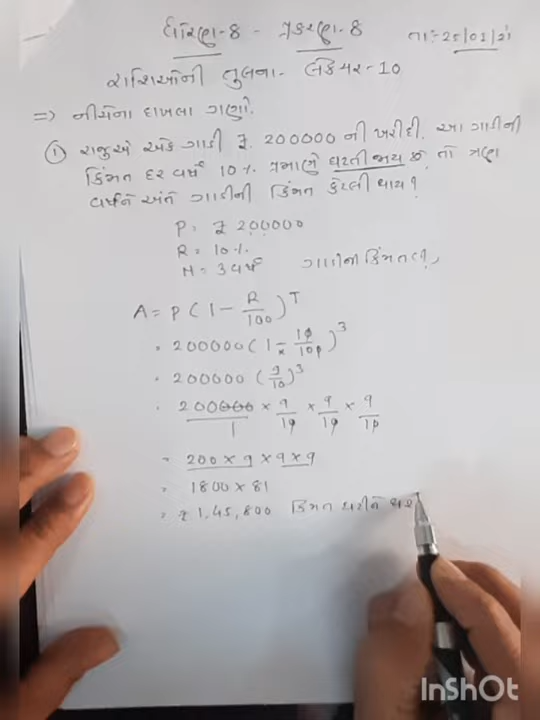 ધોરણ-8 - પ્રકરણ-8
તા:-25/02/21
રાશિઓની તુલના- લેક્ચર-10
=> નીચેના દાખલા ગણો.
① રાજુએ એક ગાડી ₹. 200000 ની ખરીદી. આ ગાડીની
કિંમત દર વર્ષે 10% પ્રમાણે ઘટતી જાય છે તો ત્રણ
વર્ષને અંતે ગાડીની કિંમત કેટલી થાય?
P = ₹ 200000
R = 10%
N = 3 વર્ષ ગાડીની કિંમત (?)
A = P (1 - R/100)^T
= 200000 (1 - 10/100)^3
= 200000 (9/10)^3
= 200000/1 × 9/10 × 9/10 × 9/10
= 200 × 9 × 9 × 9
= 1800 × 81
= ₹ 1,45,800 કિંમત ઘટીને થશ
InShOt